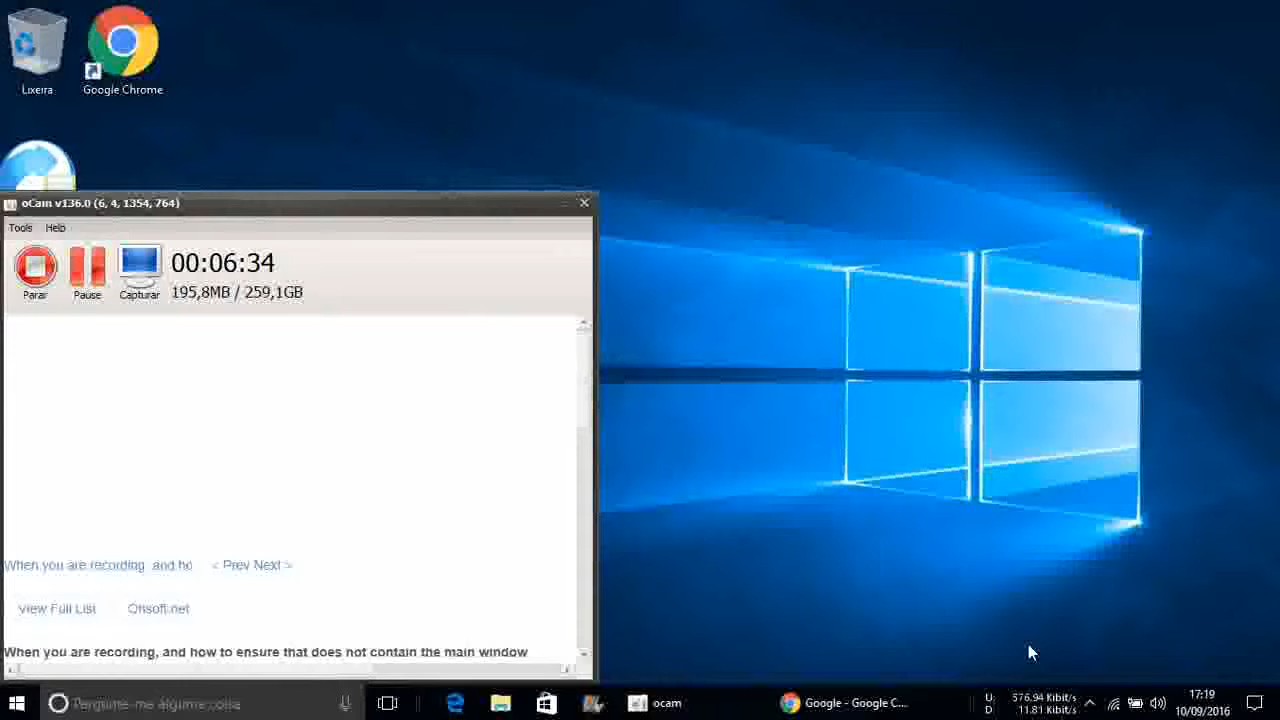 Lixeira
Google Chrome
oCam v136.0 (6, 4, 1354, 764)
Tools Help
00:06:34
195,8MB / 259,1GB
Parar Pause Capturar
When you are recording, and ho < Prev Next >
View Full List Ohsoft.net
When you are recording, and how to ensure that does not contain the main window
Pergunte-me alguma coisa
ocam
Google - Google C...
U: 576.94 Kibit/s
D: 11.81 Kibit/s
17:19
10/09/2016